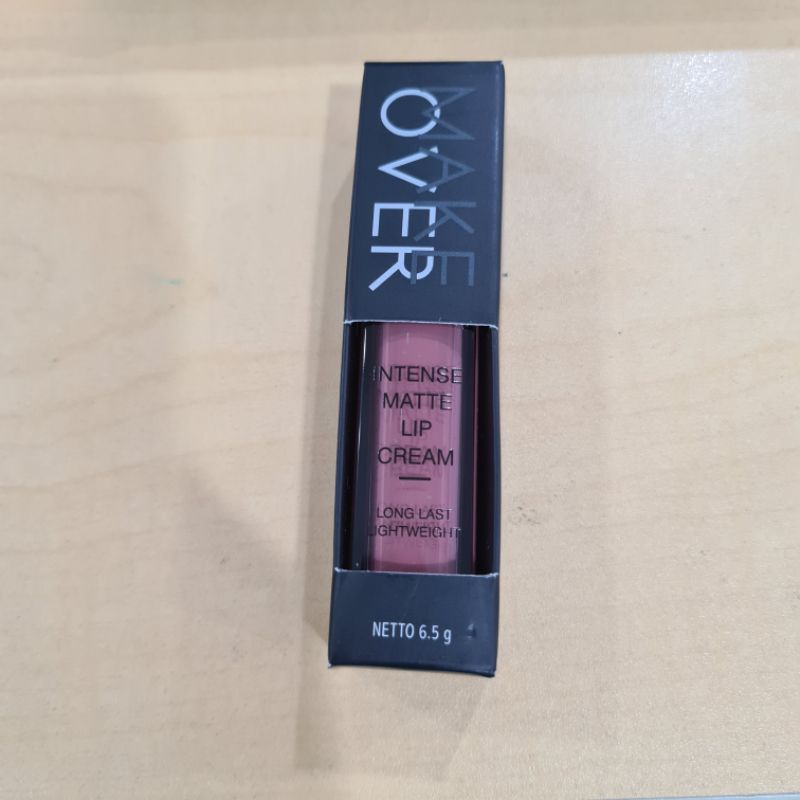 MAKE
OVER
INTENSE
MATTE
LIP
CREAM
LONG LAST
LIGHTWEIGHT
NETTO 6.5 g